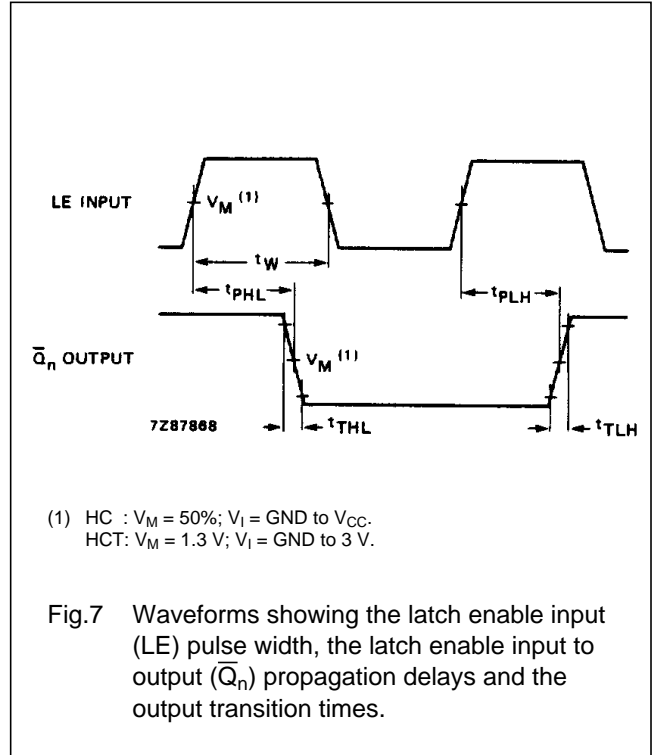 LE INPUT
V_M (1)
t_W
t_PHL
t_PLH
Q̅_n OUTPUT
V_M (1)
7Z87868
t_THL
t_TLH
(1) HC : V_M = 50%; V_I = GND to V_CC.
HCT: V_M = 1.3 V; V_I = GND to 3 V.
Fig.7 Waveforms showing the latch enable input
(LE) pulse width, the latch enable input to
output (Q̅_n) propagation delays and the
output transition times.